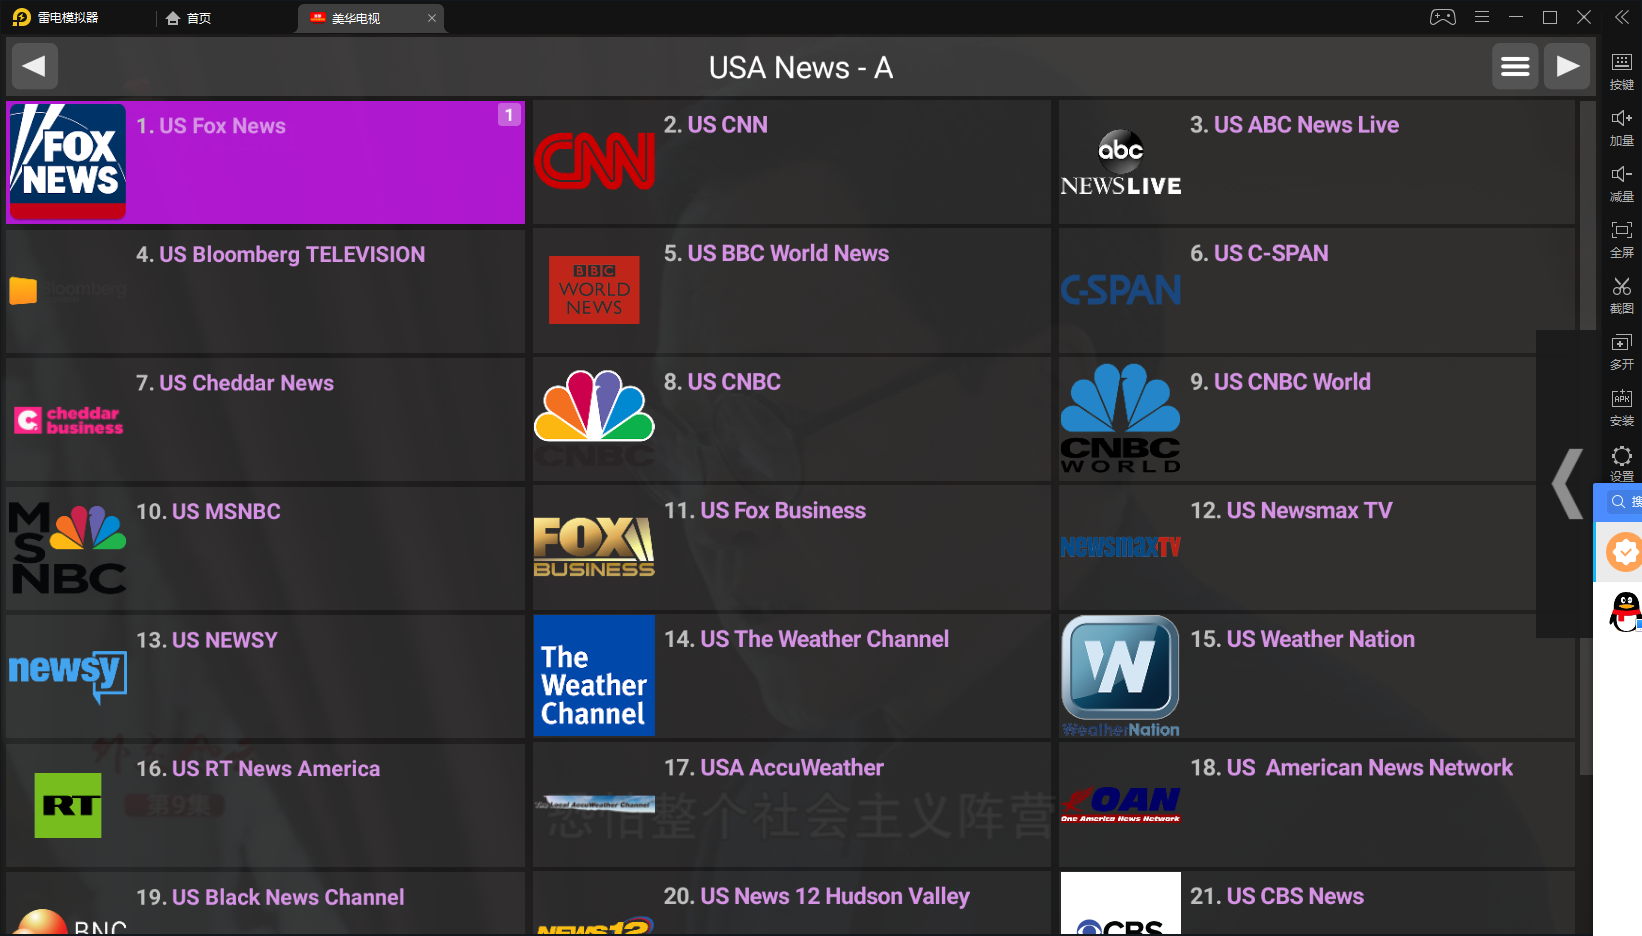 雷电模拟器
首页
美华电视
USA News - A
按键
加量
减量
全屏
截图
多开
安装
设置
搜
FOX
NEWS
1. US Fox News
1
CNN
2. US CNN
abc
NEWS LIVE
3. US ABC News Live
Bloomberg
4. US Bloomberg TELEVISION
BBC
WORLD
NEWS
5. US BBC World News
C-SPAN
6. US C-SPAN
cheddar
business
7. US Cheddar News
CNBC
8. US CNBC
CNBC
WORLD
9. US CNBC World
MSNBC
10. US MSNBC
FOX
BUSINESS
11. US Fox Business
NewsmaxTV
12. US Newsmax TV
newsy
13. US NEWSY
The
Weather
Channel
14. US The Weather Channel
W
WeatherNation
15. US Weather Nation
RT
16. US RT News America
第9集
The Local AccuWeather Channel
17. USA AccuWeather
恐怕整个社会主义阵营
OAN
One America News Network
18. US  American News Network
BNC
19. US Black News Channel
NEWS12
20. US News 12 Hudson Valley
CBS
21. US CBS News
APK